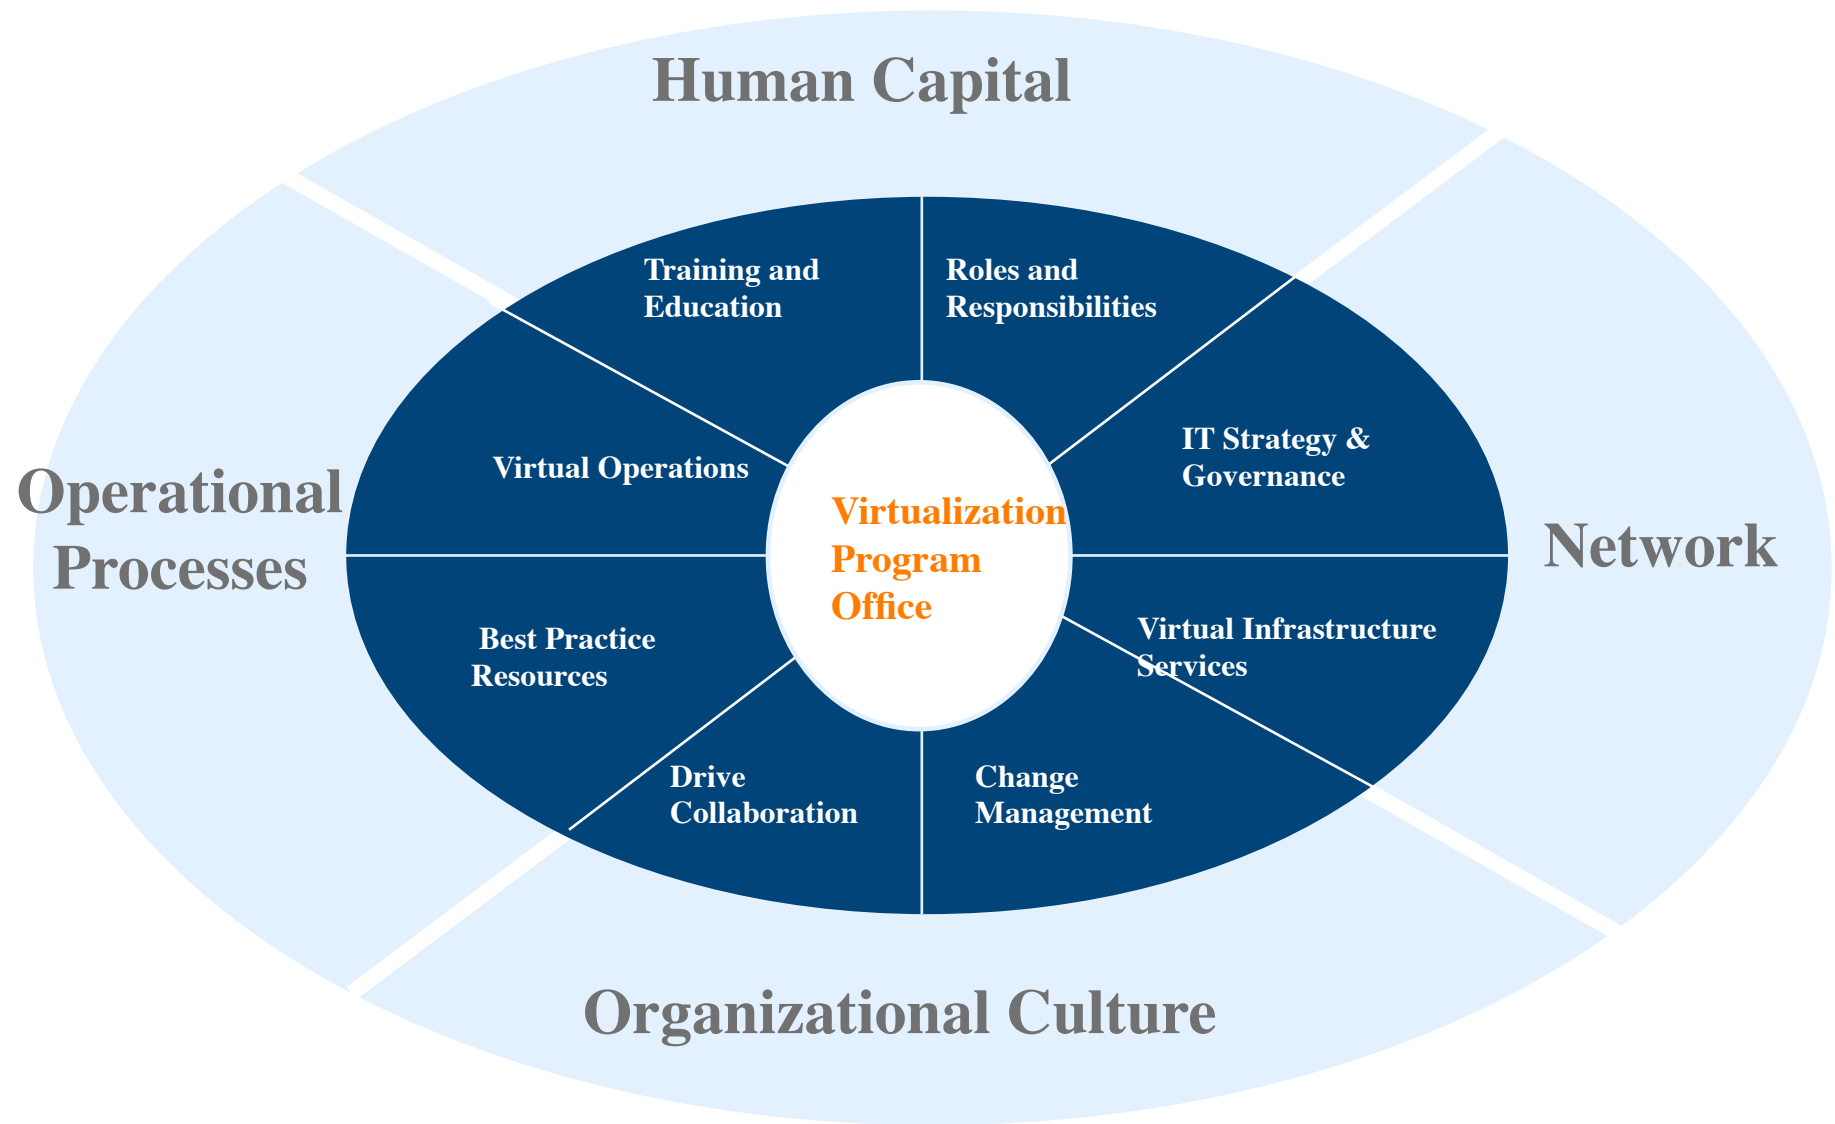 Human Capital
Training and
Education
Roles and
Responsibilities
Virtual Operations
IT Strategy &
Governance
Operational
Processes
Virtualization
Program
Office
Network
Best Practice
Resources
Virtual Infrastructure
Services
Drive
Collaboration
Change
Management
Organizational Culture